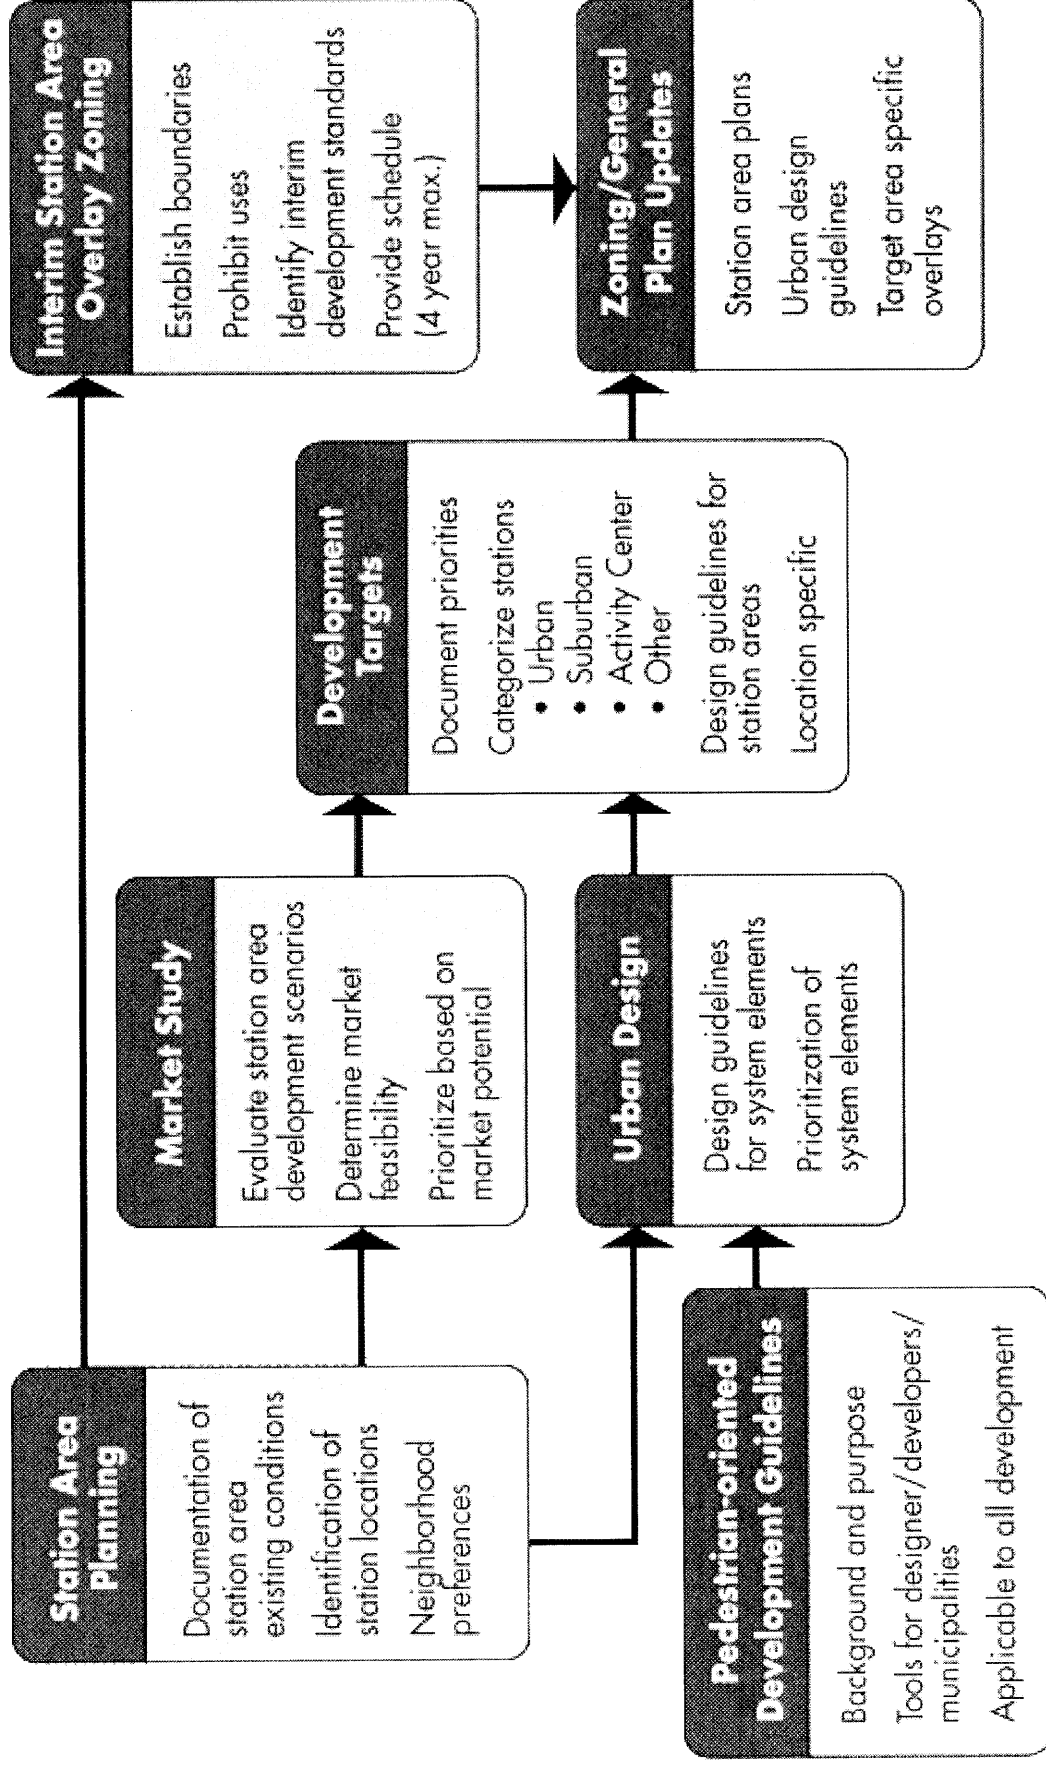 Station Area
Planning
Documentation of
station area
existing conditions
Identification of
station locations
Neighborhood
preferences
Pedestrian-oriented
Development Guidelines
Background and purpose
Tools for designer/developers/
municipalities
Applicable to all development
Market Study
Evaluate station area
development scenarios
Determine market
feasibility
Prioritize based on
market potential
Urban Design
Design guidelines
for system elements
Prioritization of
system elements
Development
Targets
Document priorities
Categorize stations
• Urban
• Suburban
• Activity Center
• Other
Design guidelines for
station areas
Location specific
Interim Station Area
Overlay Zoning
Establish boundaries
Prohibit uses
Identify interim
development standards
Provide schedule
(4 year max.)
Zoning/General
Plan Updates
Station area plans
Urban design
guidelines
Target area specific
overlays